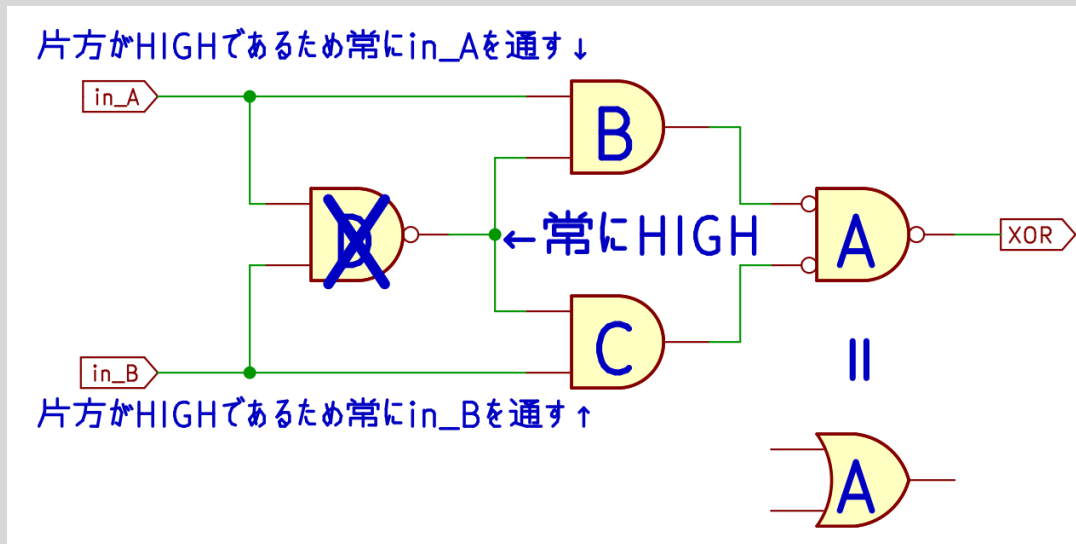 片方がHIGHであるため常にin_Aを通す↓
in_A
B
D
←常にHIGH
A
XOR
C
=
in_B
片方がHIGHであるため常にin_Bを通す↑
A